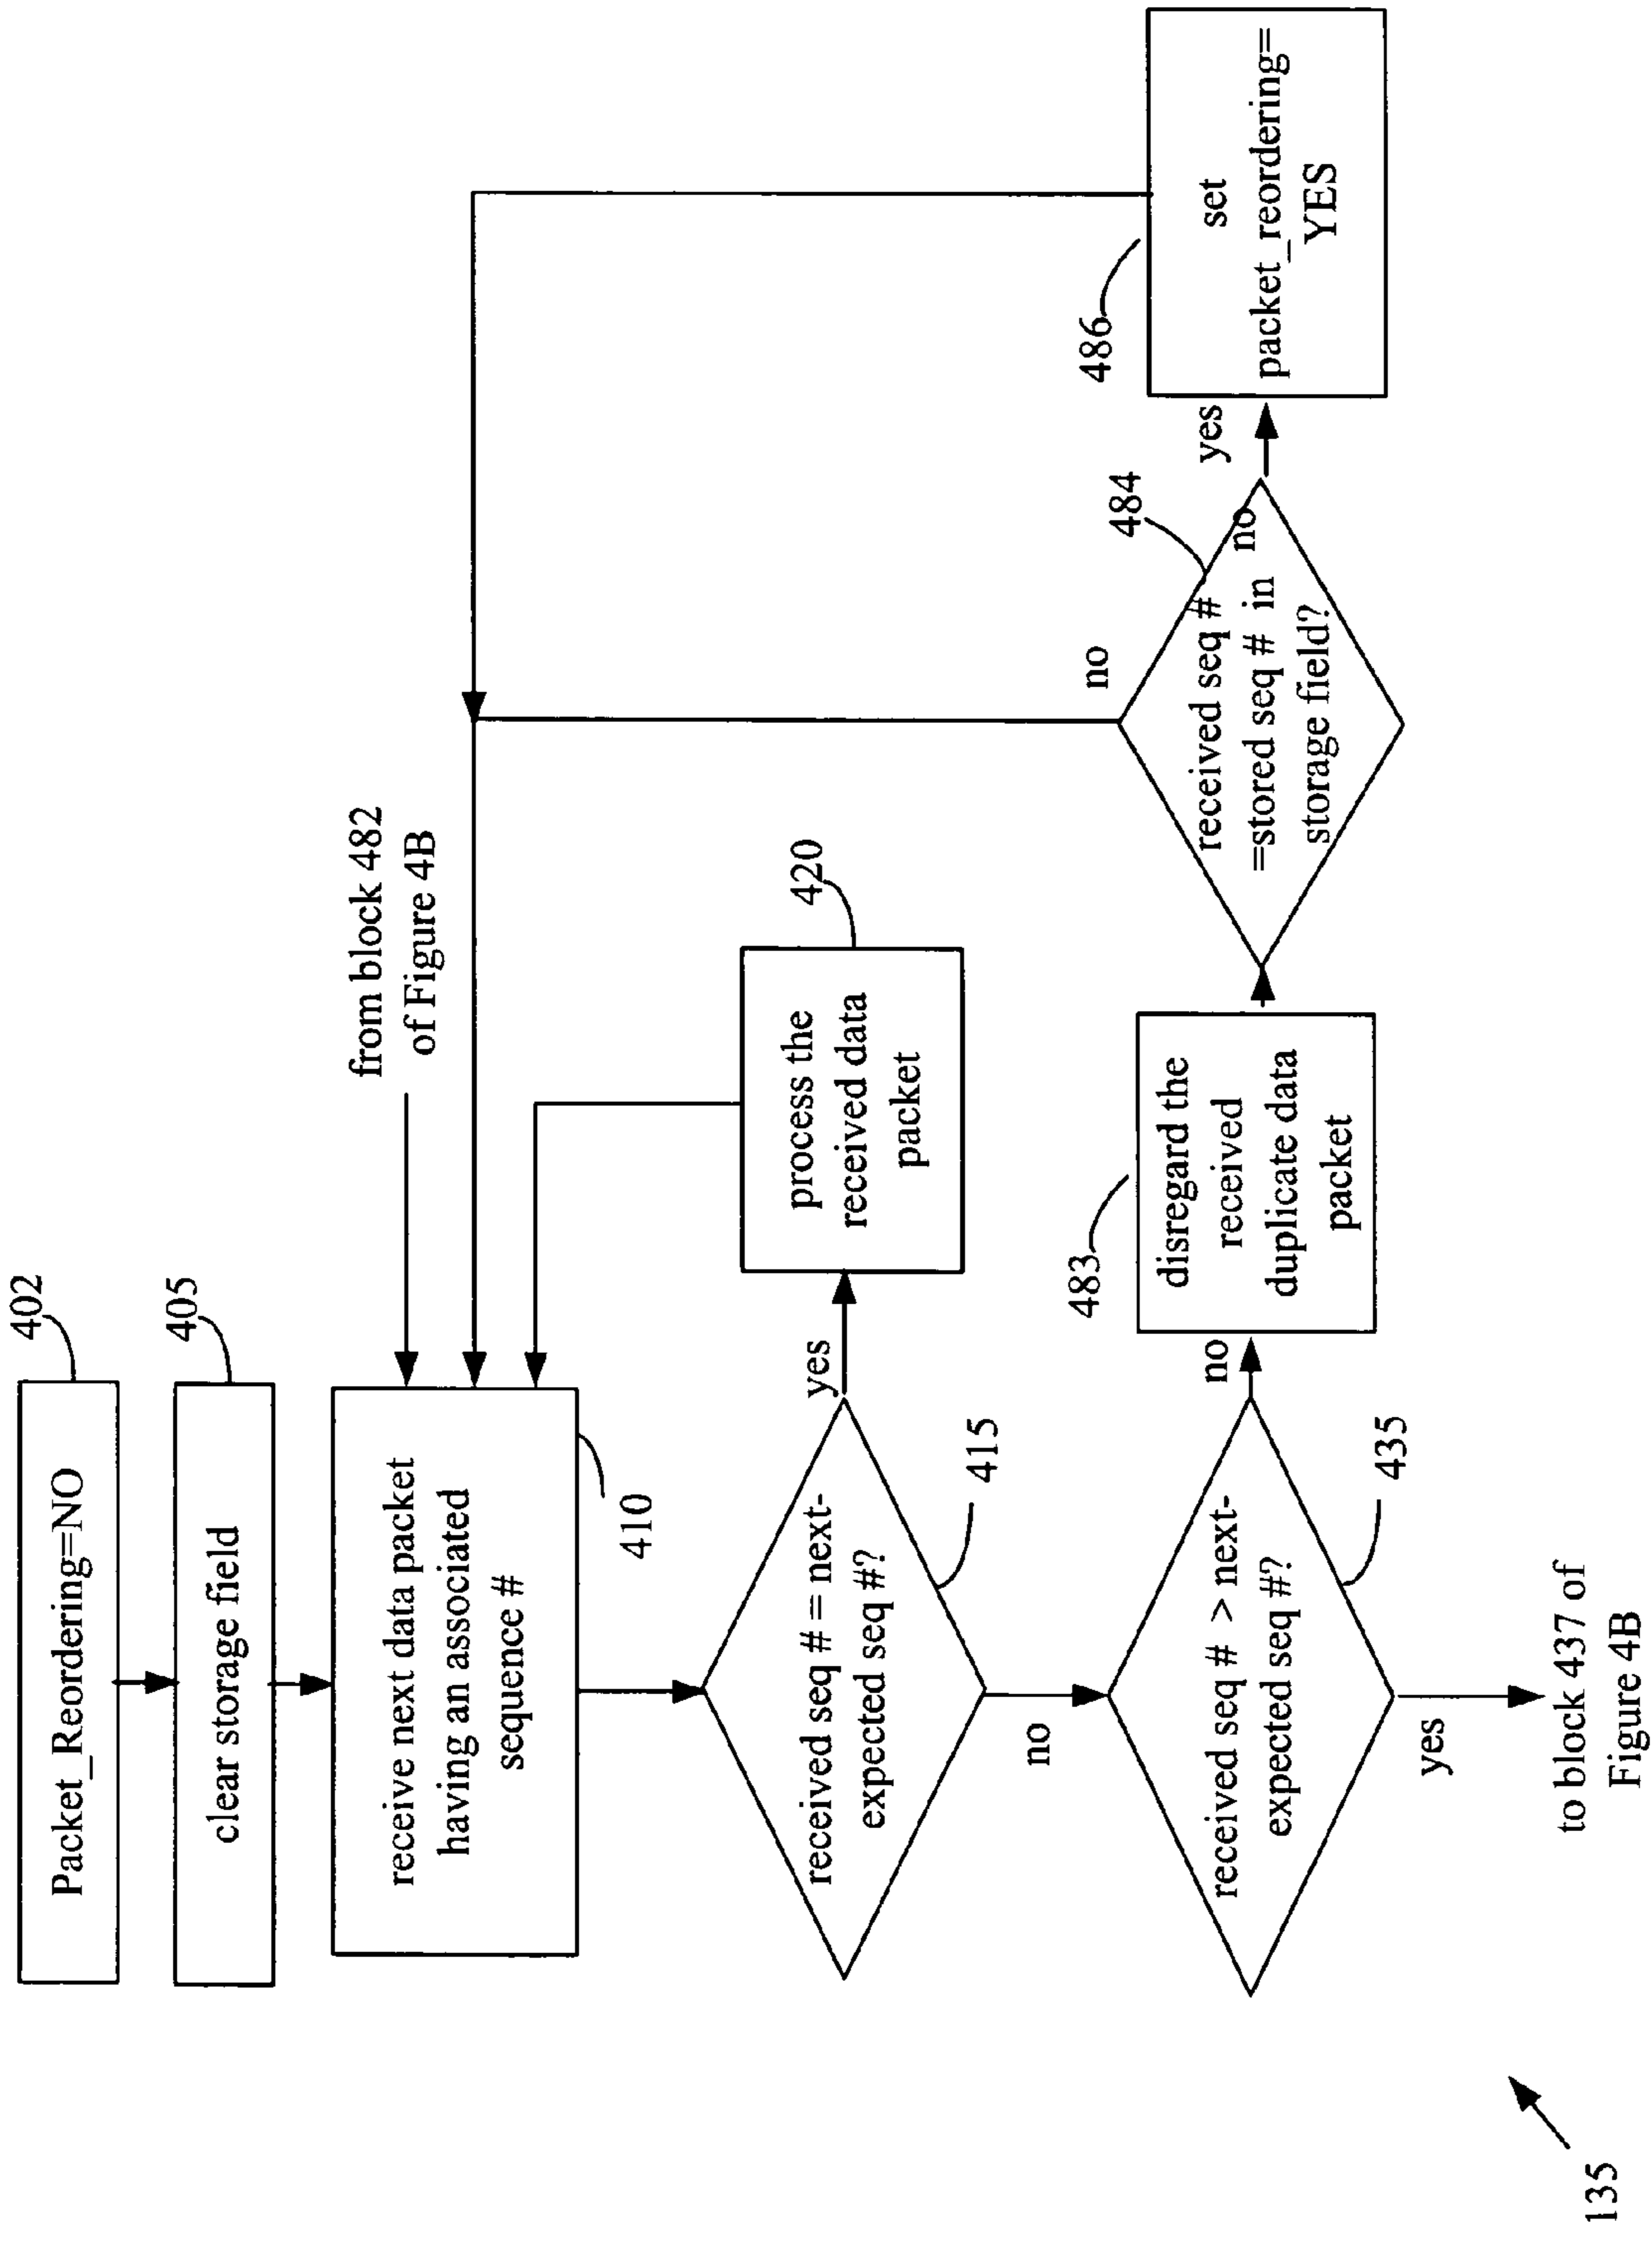 402
Packet_Reordering=NO
405
clear storage field
from block 482
of Figure 4B
receive next data packet
having an associated
sequence #
410
received seq # = next-
expected seq #?
415
yes
process the
received data
packet
420
no
received seq # > next-
expected seq #?
435
no
disregard the
received
duplicate data
packet
483
received seq #
=stored seq # in
storage field?
no
484
no
yes
set
packet_reordering=
YES
486
yes
to block 437 of
Figure 4B
135